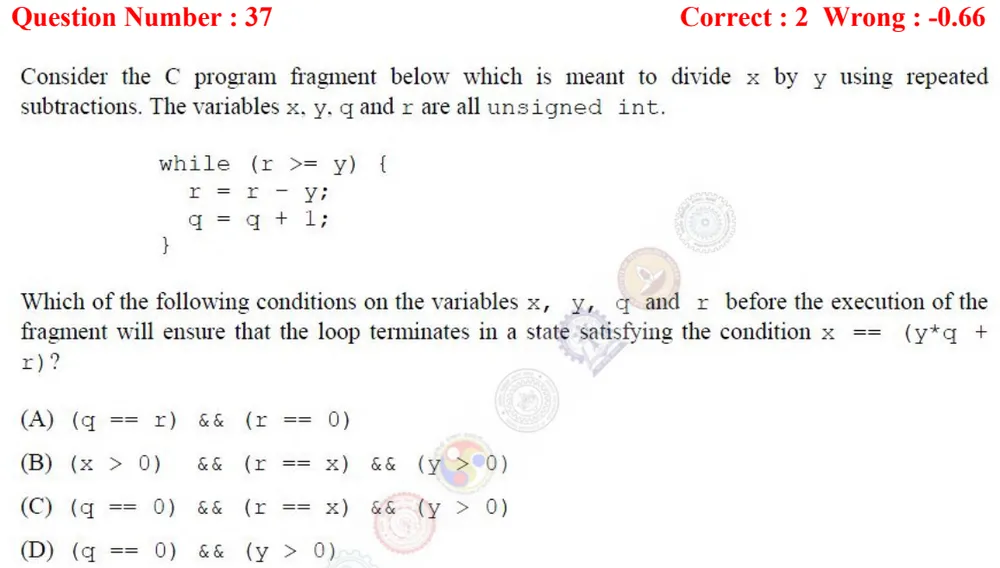 Question Number : 37 Correct : 2 Wrong : -0.66
Consider the C program fragment below which is meant to divide x by y using repeated
subtractions. The variables x, y, q and r are all unsigned int.
while (r >= y) {
r = r - y;
q = q + 1;
}
Which of the following conditions on the variables x, y, q and r before the execution of the
fragment will ensure that the loop terminates in a state satisfying the condition x == (y*q +
r)?
(A) (q == r) && (r == 0)
(B) (x > 0) && (r == x) && (y > 0)
(C) (q == 0) && (r == x) && (y > 0)
(D) (q == 0) && (y > 0)